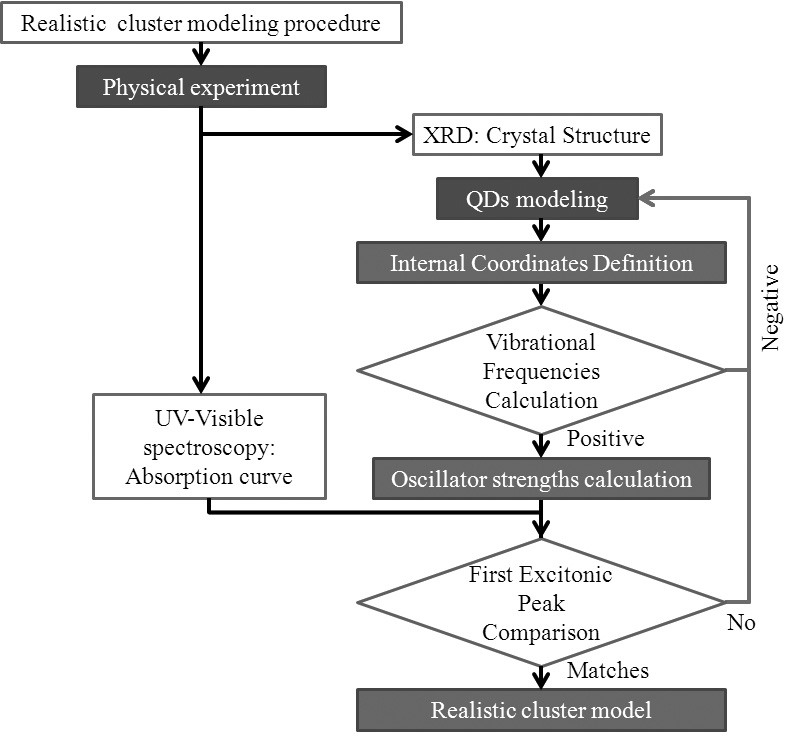 Realistic cluster modeling procedure
Physical experiment
XRD: Crystal Structure
QDs modeling
Internal Coordinates Definition
Negative
Vibrational
Frequencies
Calculation
Positive
UV-Visible
spectroscopy:
Absorption curve
Oscillator strengths calculation
First Excitonic
Peak
Comparison
No
Matches
Realistic cluster model